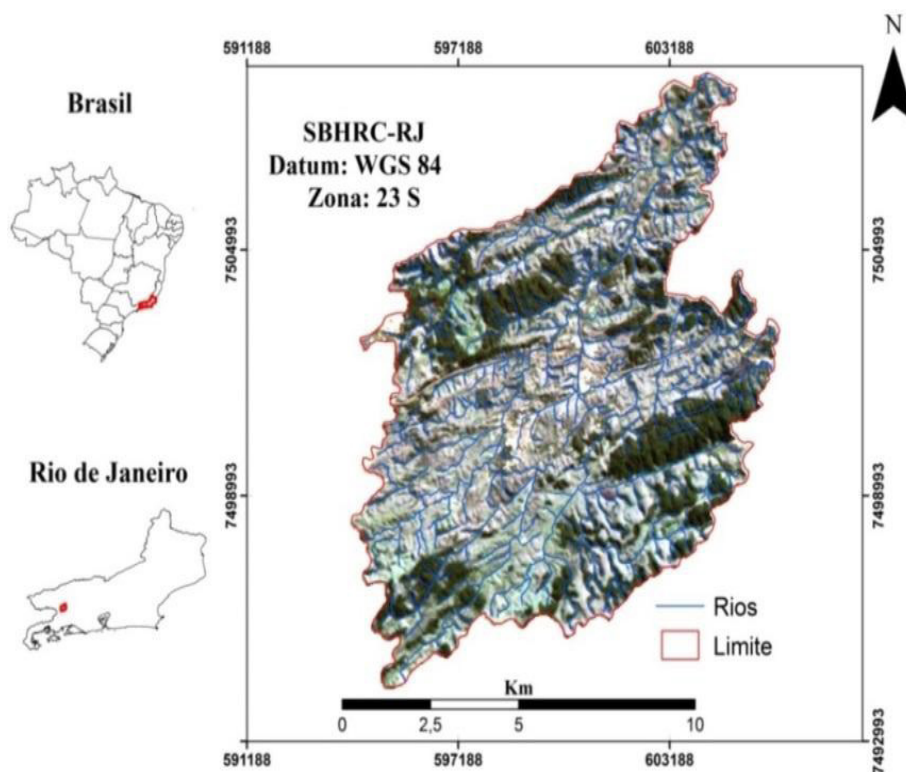 N
591188
597188
603188
Brasil
SBHRC-RJ
Datum: WGS 84
Zona: 23 S
7504993
7504993
Rio de Janeiro
7498993
7498993
Rios
Limite
Km
0
2,5
5
10
7492993
591188
597188
603188